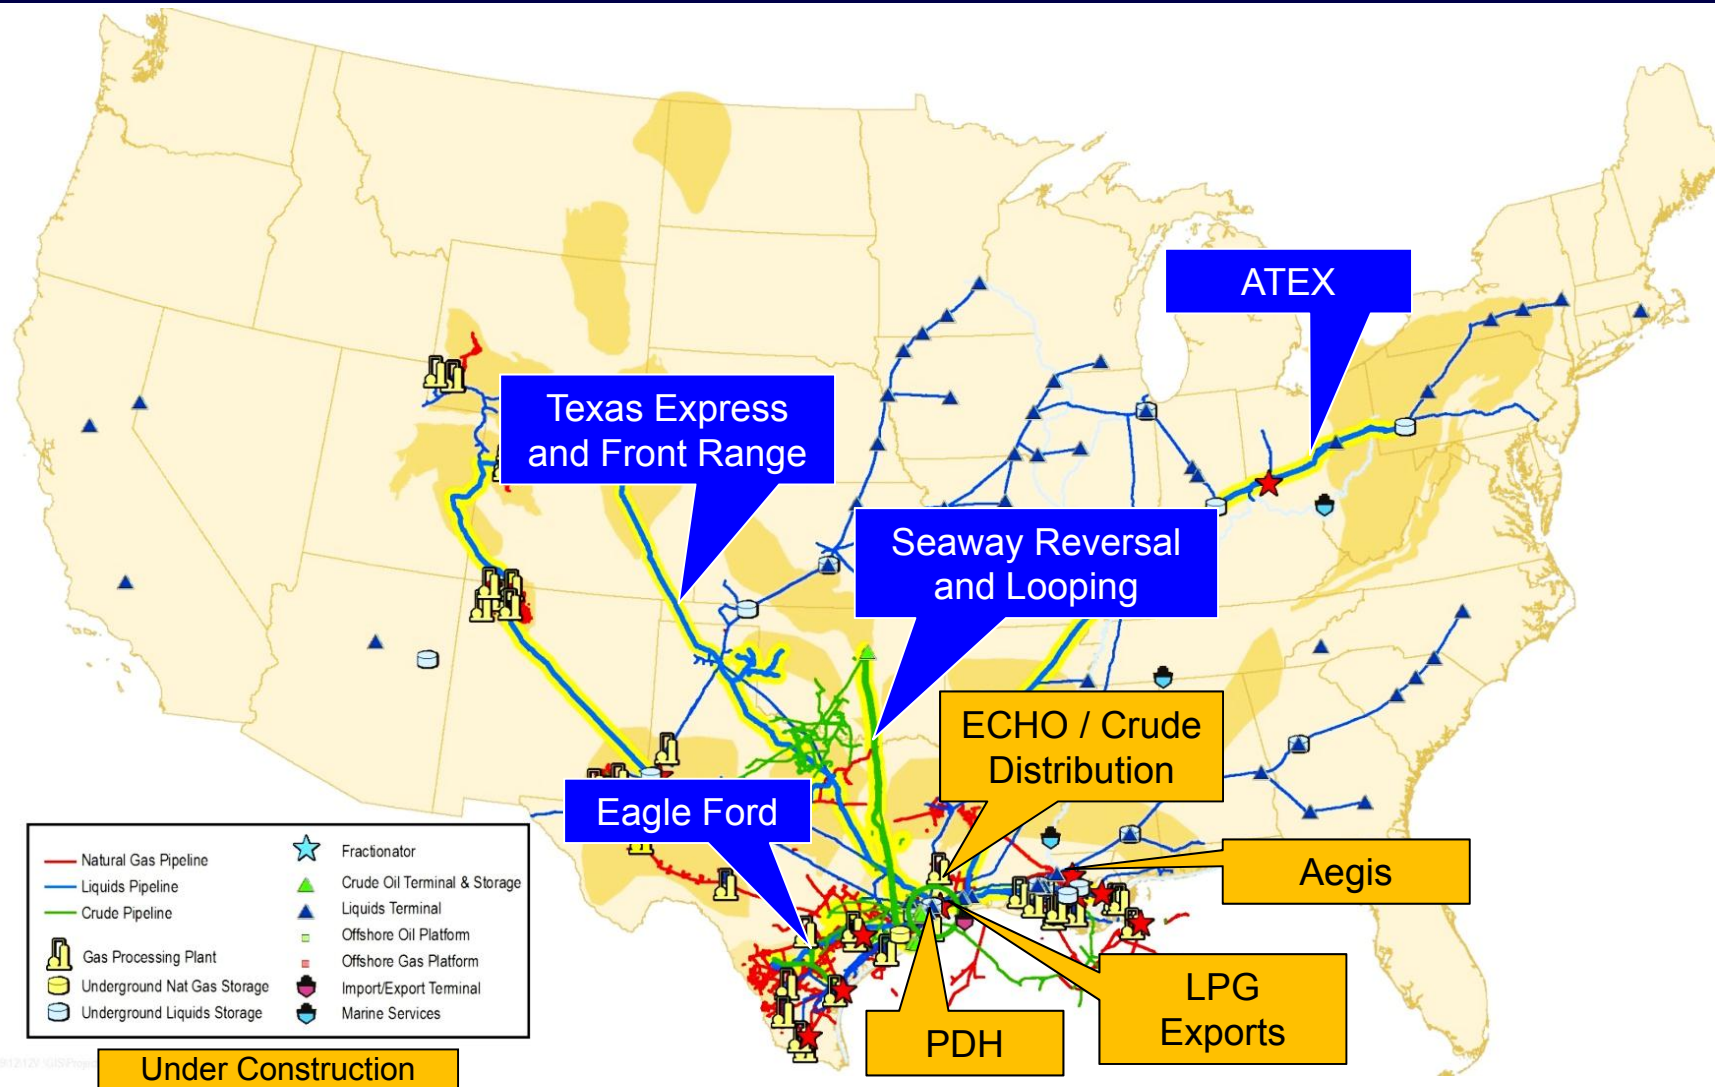 ATEX
Texas Express
and Front Range
Seaway Reversal
and Looping
ECHO / Crude
Distribution
Eagle Ford
Aegis
LPG
Exports
PDH
Natural Gas Pipeline
Liquids Pipeline
Crude Pipeline
Gas Processing Plant
Underground Nat Gas Storage
Underground Liquids Storage
Fractionator
Crude Oil Terminal & Storage
Liquids Terminal
Offshore Oil Platform
Offshore Gas Platform
Import/Export Terminal
Marine Services
Under Construction